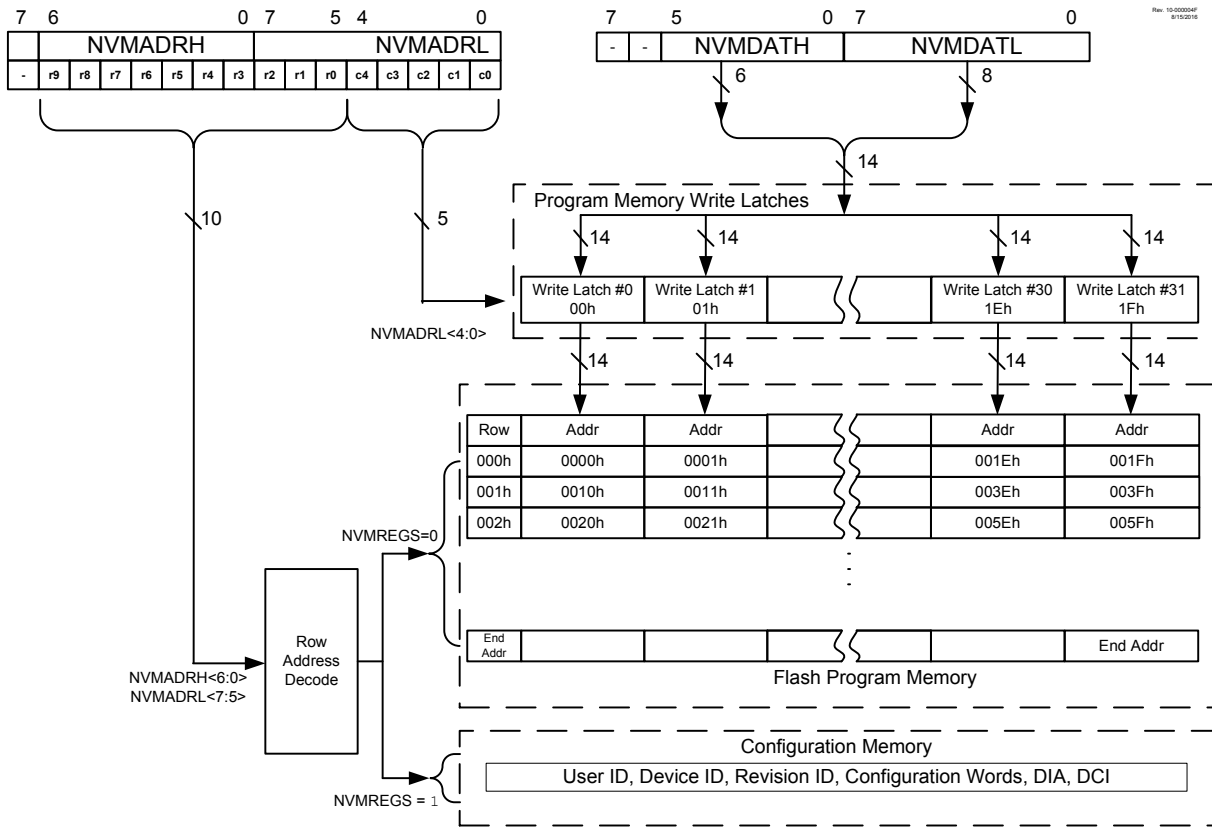 7 6 0 7 5 4 0
7 5 0 7 0
Rev. 10-000004F
8/15/2016
NVMADRH NVMADRL
- - NVMDATH NVMDATL
- r9 r8 r7 r6 r5 r4 r3 r2 r1 r0 c4 c3 c2 c1 c0
6 8
14
Program Memory Write Latches
10 5
14 14 14 14
Write Latch #0
00h
Write Latch #1
01h
Write Latch #30
1Eh
Write Latch #31
1Fh
NVMADRL<4:0>
14 14 14 14
Row Addr Addr Addr Addr
000h 0000h 0001h 001Eh 001Fh
001h 0010h 0011h 003Eh 003Fh
002h 0020h 0021h 005Eh 005Fh
NVMREGS=0
End
Addr
End Addr
Flash Program Memory
Row
Address
Decode
NVMADRH<6:0>
NVMADRL<7:5>
Configuration Memory
User ID, Device ID, Revision ID, Configuration Words, DIA, DCI
NVMREGS = 1